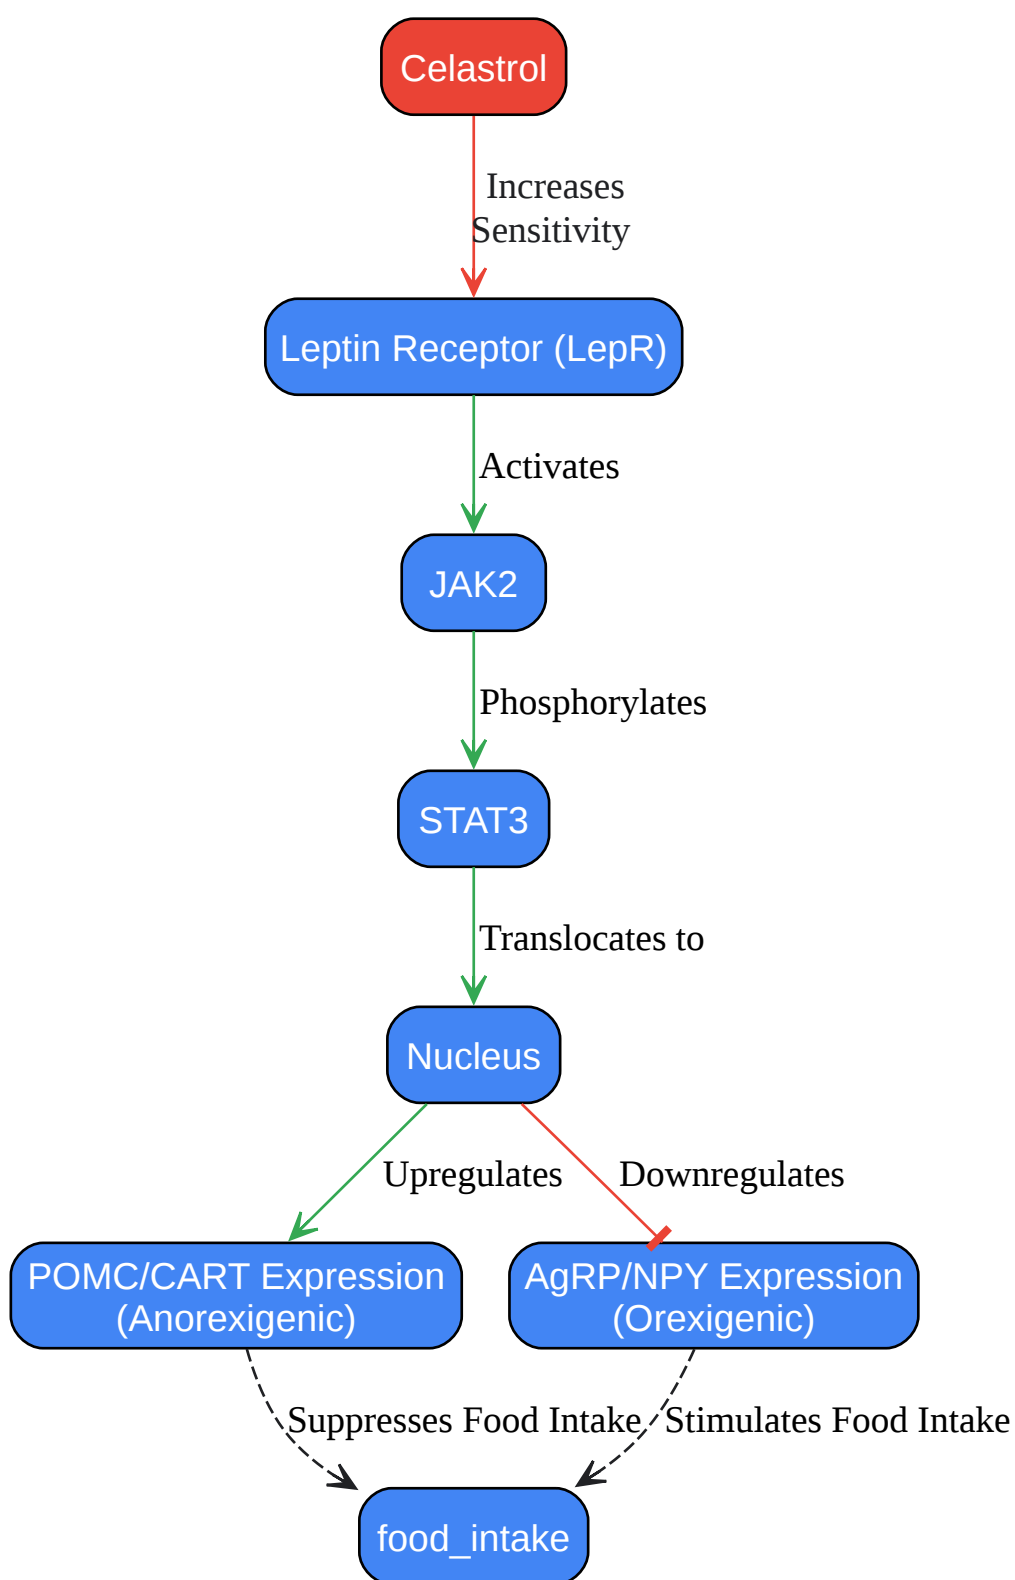 Celastrol
Increases
Sensitivity
Leptin Receptor (LepR)
Activates
JAK2
Phosphorylates
STAT3
Translocates to
Nucleus
Upregulates
Downregulates
POMC/CART Expression
(Anorexigenic)
AgRP/NPY Expression
(Orexigenic)
Suppresses Food Intake
Stimulates Food Intake
food_intake